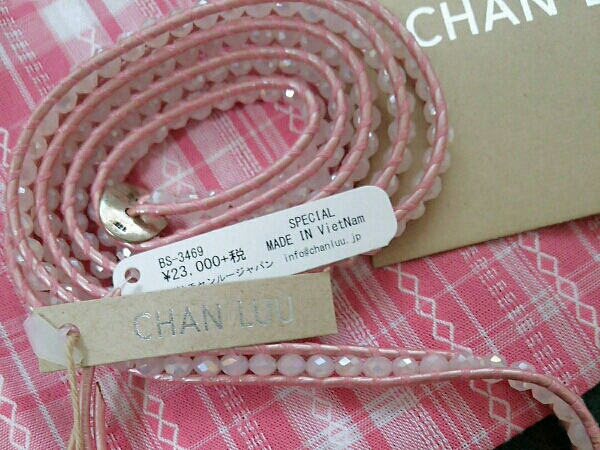 CHAN L
SPECIAL
BS-3469 MADE IN VietNam
¥23,000+税 info@chanluu.jp
チャンルージャパン
CHAN LUU